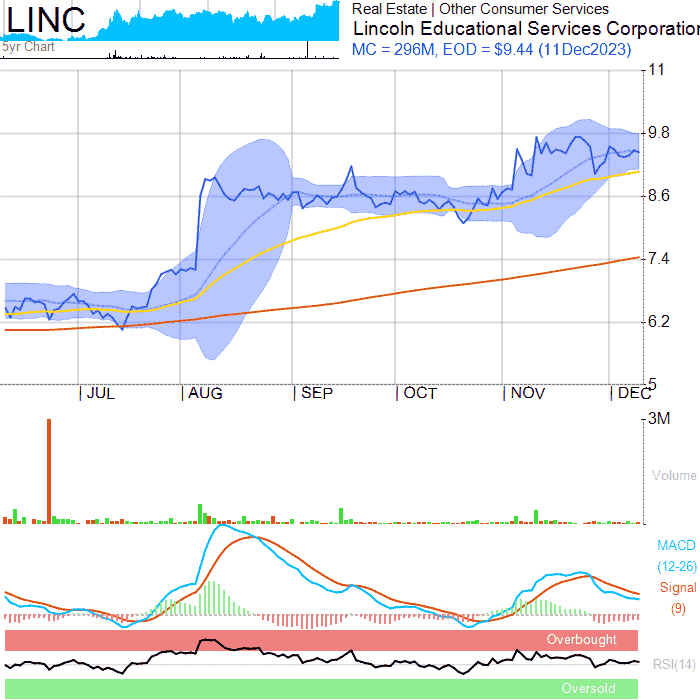 LINC
5yr Chart
Real Estate | Other Consumer Services
Lincoln Educational Services Corporation
MC = 296M, EOD = $9.44 (11Dec2023)
11
9.8
8.6
7.4
6.2
5
| JUL | AUG | SEP | OCT | NOV | DEC
3M
Volume
MACD
(12-26)
Signal
(9)
Overbought
RSI(14)
Oversold